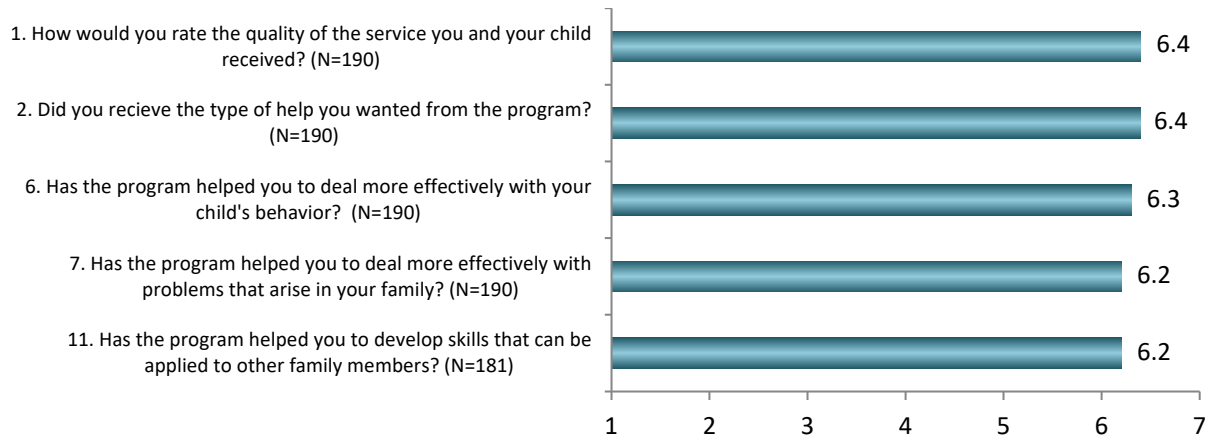 1. How would you rate the quality of the service you and your child
received? (N=190)
6.4
2. Did you recieve the type of help you wanted from the program?
(N=190)
6.4
6. Has the program helped you to deal more effectively with your
child's behavior?  (N=190)
6.3
7. Has the program helped you to deal more effectively with
problems that arise in your family? (N=190)
6.2
11. Has the program helped you to develop skills that can be
applied to other family members? (N=181)
6.2
1 2 3 4 5 6 7